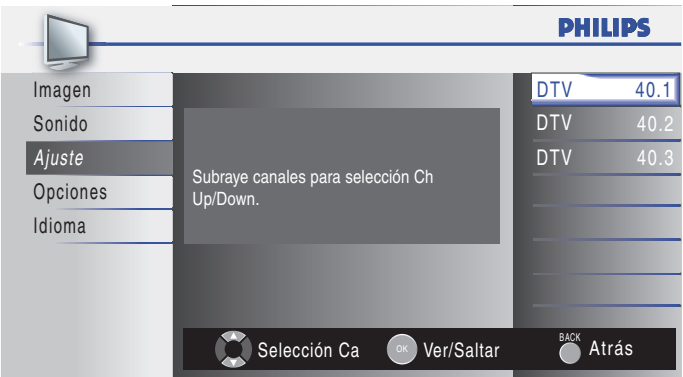 PHILIPS
Imagen
Sonido
Ajuste
Opciones
Idioma
Subraye canales para selección Ch
Up/Down.
DTV 40.1
DTV 40.2
DTV 40.3
Selección Ca
OK Ver/Saltar
BACK Atrás